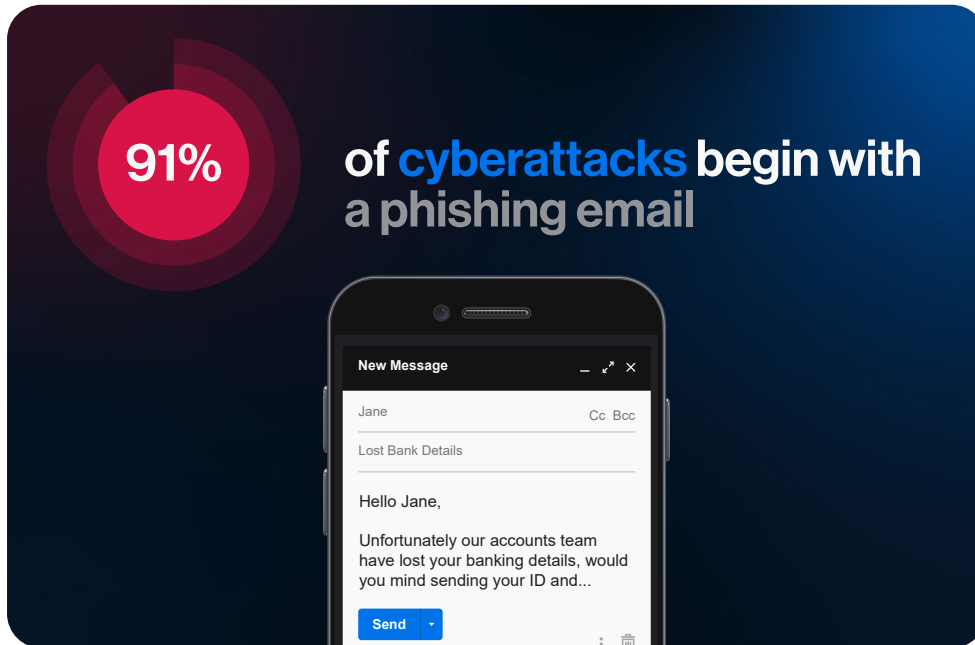 91%
of cyberattacks begin with
a phishing email
New Message
Jane
Cc Bcc
Lost Bank Details
Hello Jane,
Unfortunately our accounts team
have lost your banking details, would
you mind sending your ID and...
Send